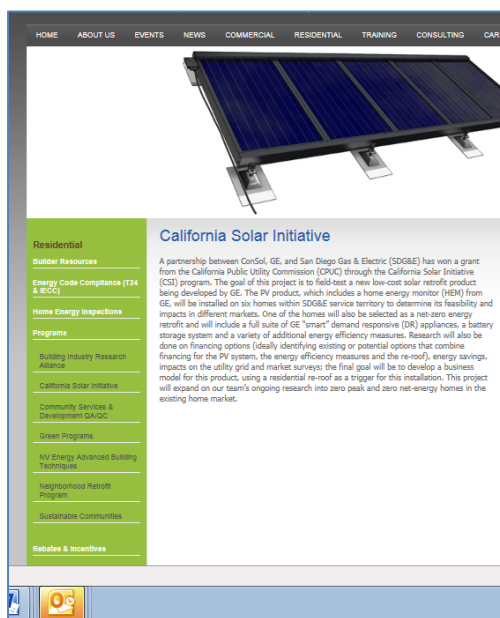 HOME ABOUT US EVENTS NEWS COMMERCIAL RESIDENTIAL TRAINING CONSULTING CAR
Residential
Builder Resources
Energy Code Compliance (T24
& IECC)
Home Energy Inspections
Programs
Building Industry Research
Alliance
California Solar Initiative
Community Services &
Development QA/QC
Green Programs
NV Energy Advanced Building
Techniques
Neighborhood Retrofit
Program
Sustainable Communities
Rebates & Incentives
California Solar Initiative
A partnership between ConSol, GE, and San Diego Gas & Electric (SDG&E) has won a grant
from the California Public Utility Commission (CPUC) through the California Solar Initiative
(CSI) program. The goal of this project is to field-test a new low-cost solar retrofit product
being developed by GE. The PV product, which includes a home energy monitor (HEM) from
GE, will be installed on six homes within SDG&E service territory to determine its feasibility and
impacts in different markets. One of the homes will also be selected as a net-zero energy
retrofit and will include a full suite of GE "smart" demand responsive (DR) appliances, a battery
storage system and a variety of additional energy efficiency measures. Research will also be
done on financing options (ideally identifying existing or potential options that combine
financing for the PV system, the energy efficiency measures and the re-roof), energy savings,
impacts on the utility grid and market surveys; the final goal will be to develop a business
model for this product, using a residential re-roof as a trigger for this installation. This project
will expand on our team's ongoing research into zero peak and zero net-energy homes in the
existing home market.